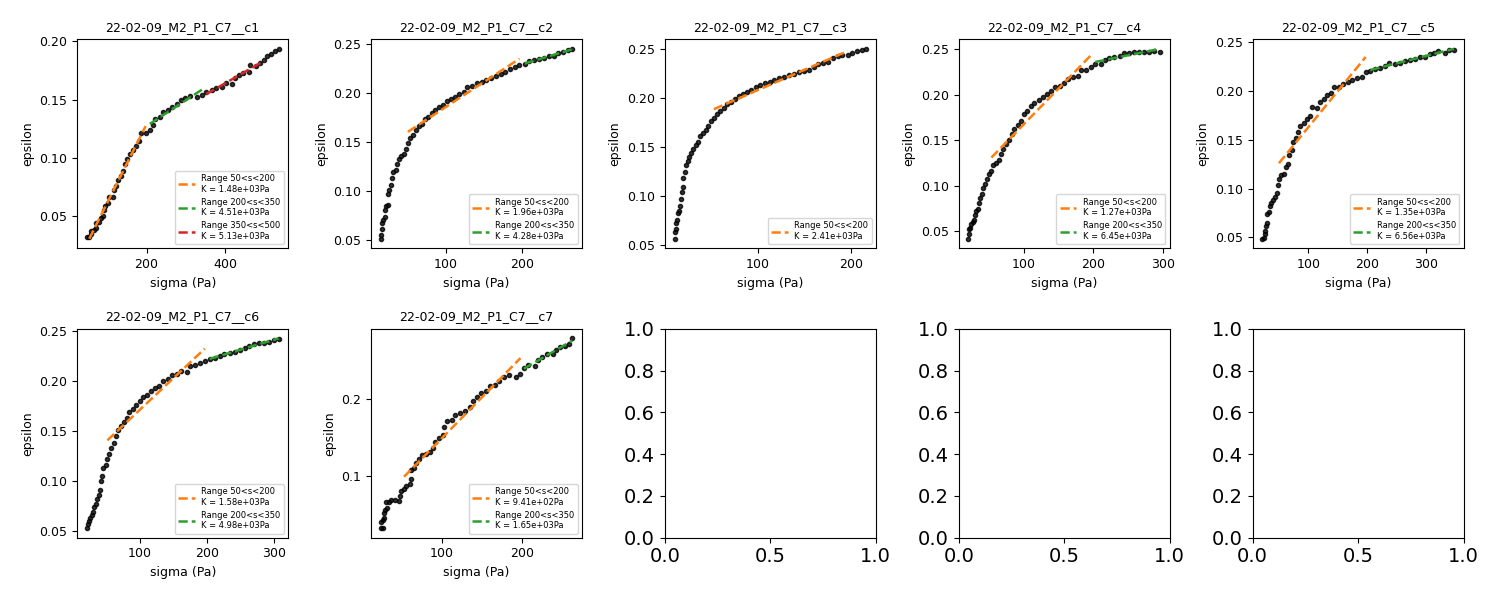 22-02-09_M2_P1_C7__c1
0.20
0.15
0.10
0.05
epsilon
200
400
sigma (Pa)
Range 50<s<200
K = 1.48e+03Pa
Range 200<s<350
K = 4.51e+03Pa
Range 350<s<500
K = 5.13e+03Pa
22-02-09_M2_P1_C7__c2
0.25
0.20
0.15
0.10
0.05
epsilon
100
200
sigma (Pa)
Range 50<s<200
K = 1.96e+03Pa
Range 200<s<350
K = 4.28e+03Pa
22-02-09_M2_P1_C7__c3
0.25
0.20
0.15
0.10
0.05
epsilon
100
200
sigma (Pa)
Range 50<s<200
K = 2.41e+03Pa
22-02-09_M2_P1_C7__c4
0.25
0.20
0.15
0.10
0.05
epsilon
100
200
300
sigma (Pa)
Range 50<s<200
K = 1.27e+03Pa
Range 200<s<350
K = 6.45e+03Pa
22-02-09_M2_P1_C7__c5
0.25
0.20
0.15
0.10
0.05
epsilon
100
200
300
sigma (Pa)
Range 50<s<200
K = 1.35e+03Pa
Range 200<s<350
K = 6.56e+03Pa
22-02-09_M2_P1_C7__c6
0.25
0.20
0.15
0.10
0.05
epsilon
100
200
300
sigma (Pa)
Range 50<s<200
K = 1.58e+03Pa
Range 200<s<350
K = 4.98e+03Pa
22-02-09_M2_P1_C7__c7
0.2
0.1
epsilon
100
200
sigma (Pa)
Range 50<s<200
K = 9.41e+02Pa
Range 200<s<350
K = 1.65e+03Pa
1.0
0.8
0.6
0.4
0.2
0.0
0.0
0.5
1.0
1.0
0.8
0.6
0.4
0.2
0.0
0.0
0.5
1.0
1.0
0.8
0.6
0.4
0.2
0.0
0.0
0.5
1.0